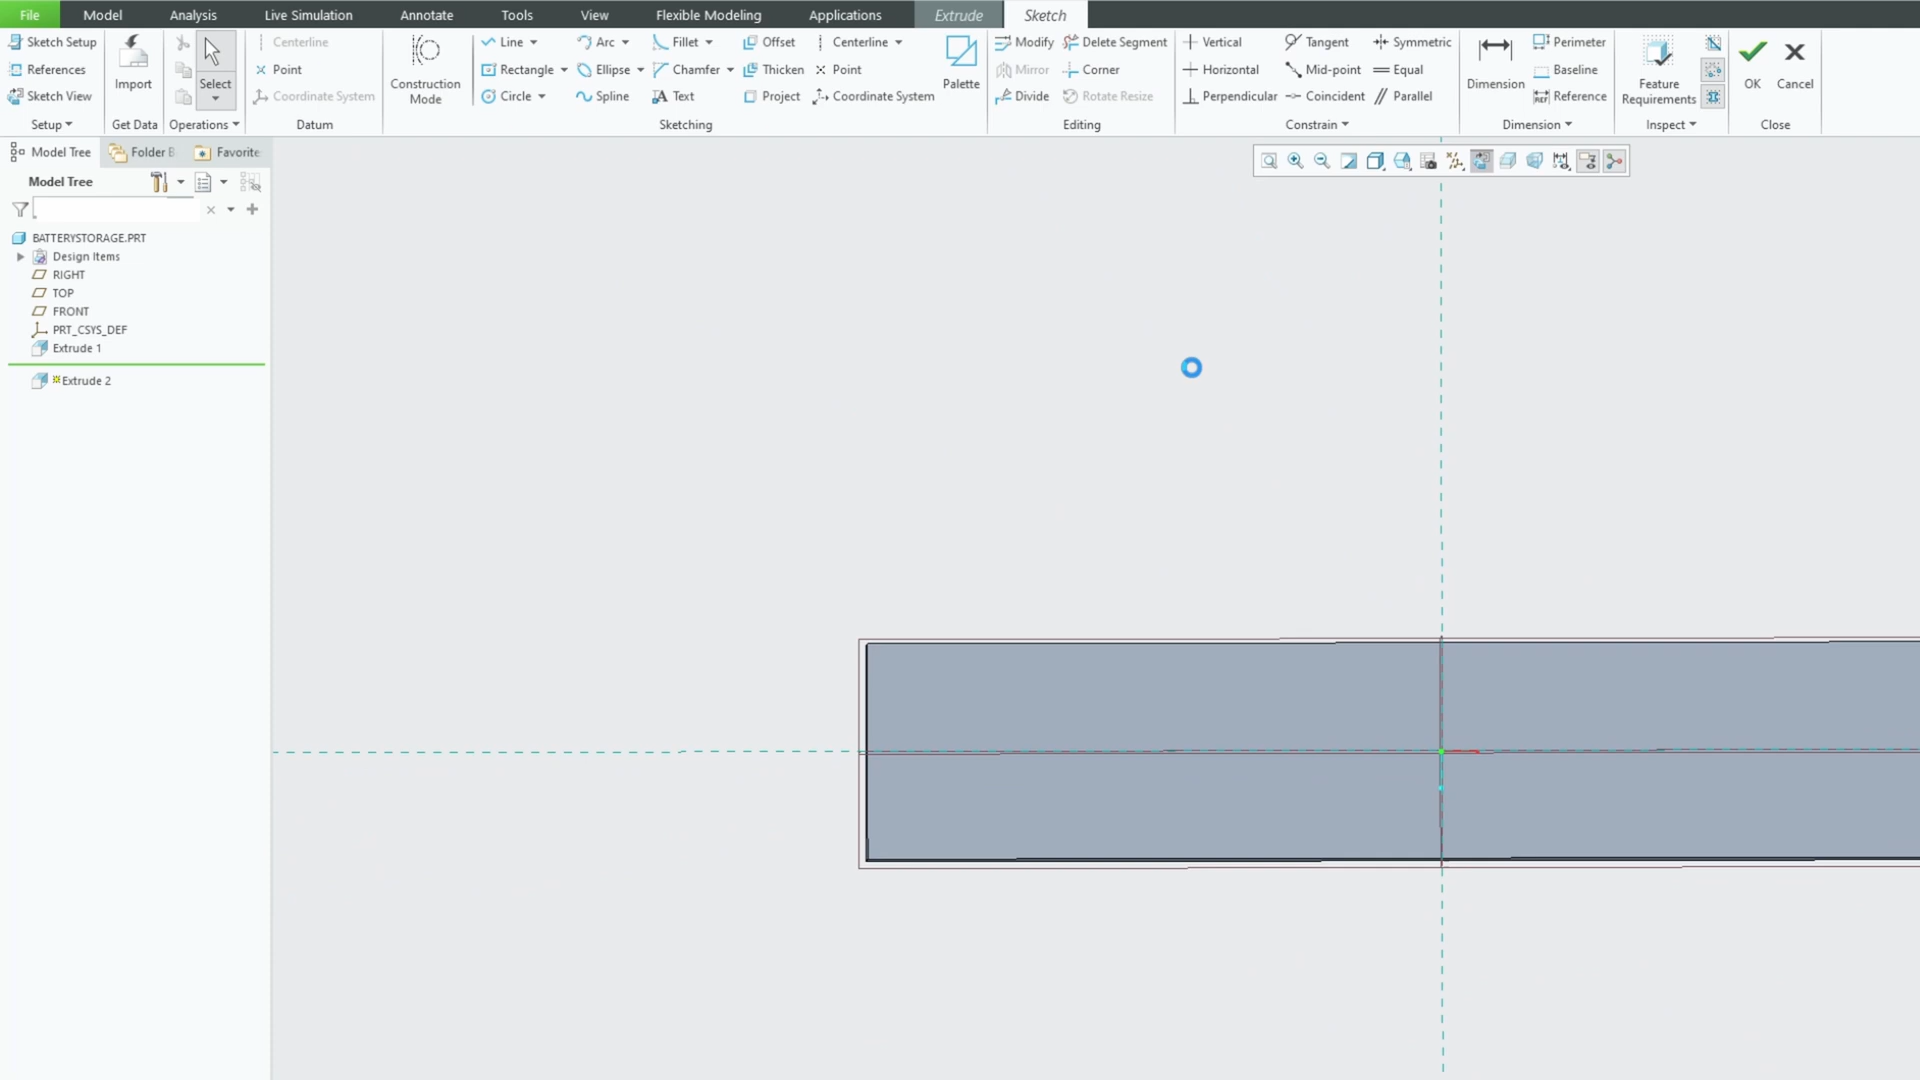 File Model Analysis Live Simulation Annotate Tools View Flexible Modeling Applications Extrude Sketch
Sketch Setup
References
Sketch View
Setup
Import
Get Data
Select
Operations
Centerline
Point
Coordinate System
Datum
Construction
Mode
Line Arc Fillet Offset Centerline
Rectangle Ellipse Chamfer Thicken Point
Circle Spline Text Project Coordinate System
Palette
Sketching
Modify Delete Segment
Mirror Corner
Divide Rotate Resize
Editing
Vertical Tangent Symmetric
Horizontal Mid-point Equal
Perpendicular Coincident Parallel
Constrain
Dimension
Perimeter
Baseline
REF Reference
Dimension
Feature
Requirements
Inspect
OK Cancel
Close
Model Tree Folder B Favorite
Model Tree
BATTERYSTORAGE.PRT
Design Items
RIGHT
TOP
FRONT
PRT_CSYS_DEF
Extrude 1
Extrude 2